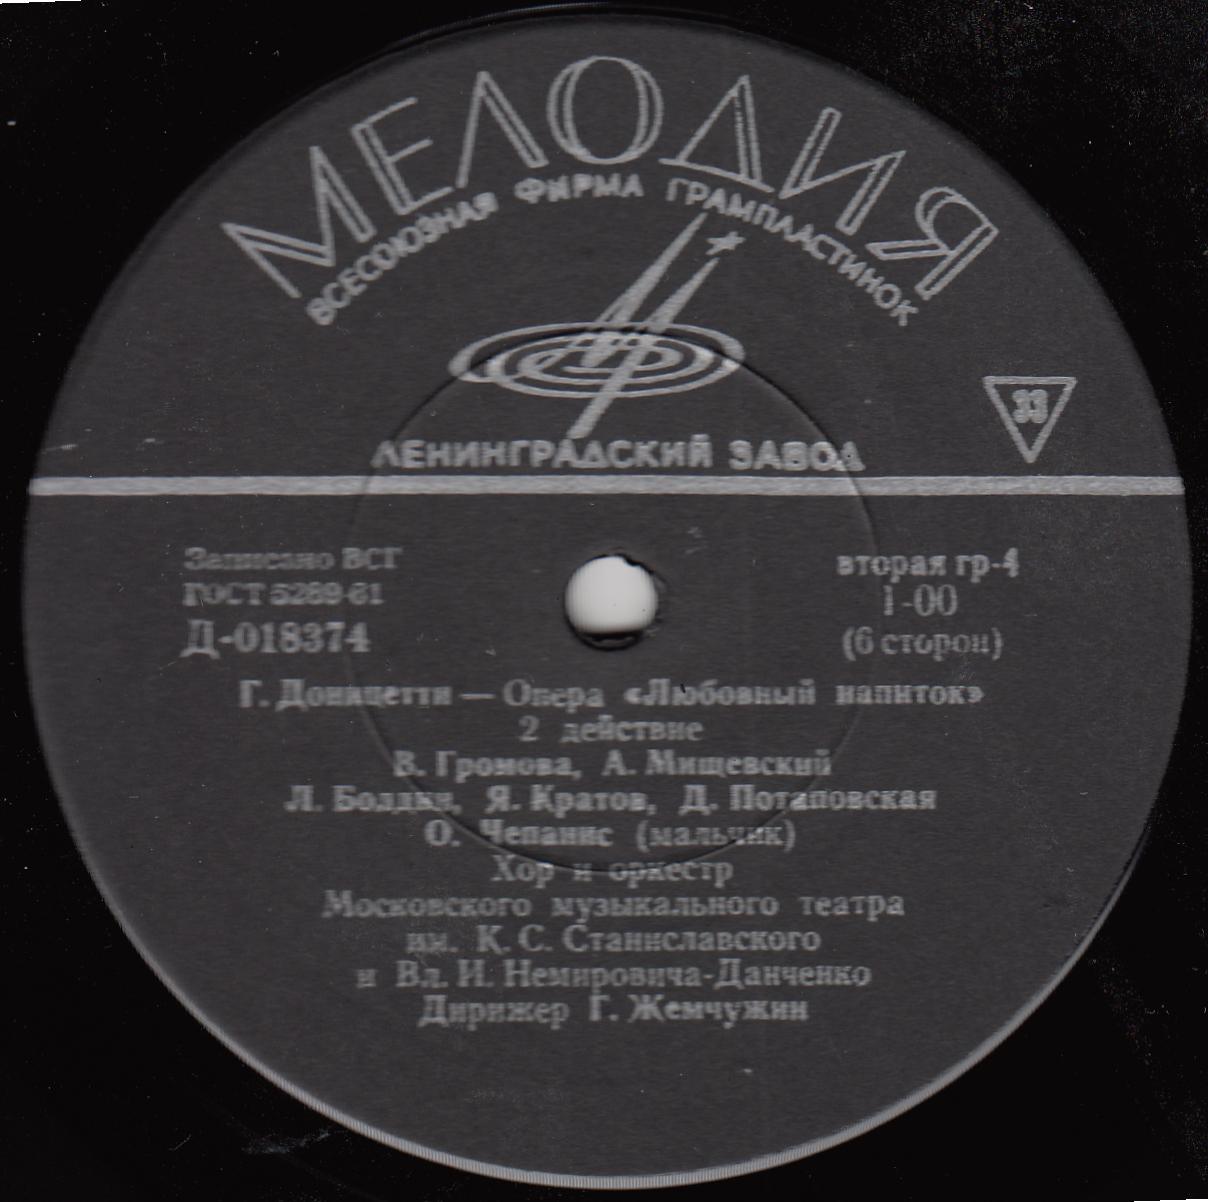 МЕЛОДИЯ
ВСЕСОЮЗНАЯ ФИРМА ГРАМПЛАСТИНОК
33
ЛЕНИНГРАДСКИЙ ЗАВОД
Записано ВСГ
ГОСТ 5289-61
Д-018374
вторая гр-4
1-00
(6 сторон)
Г. Доницетти — Опера «Любовный напиток»
2 действие
В. Громова, А. Мищевский
Л. Болдин, Я. Кратов, Д. Потаповская
О. Чепанис (мальчик)
Хор и оркестр
Московского музыкального театра
им. К. С. Станиславского
и Вл. И. Немировича-Данченко
Дирижер Г. Жемчужин